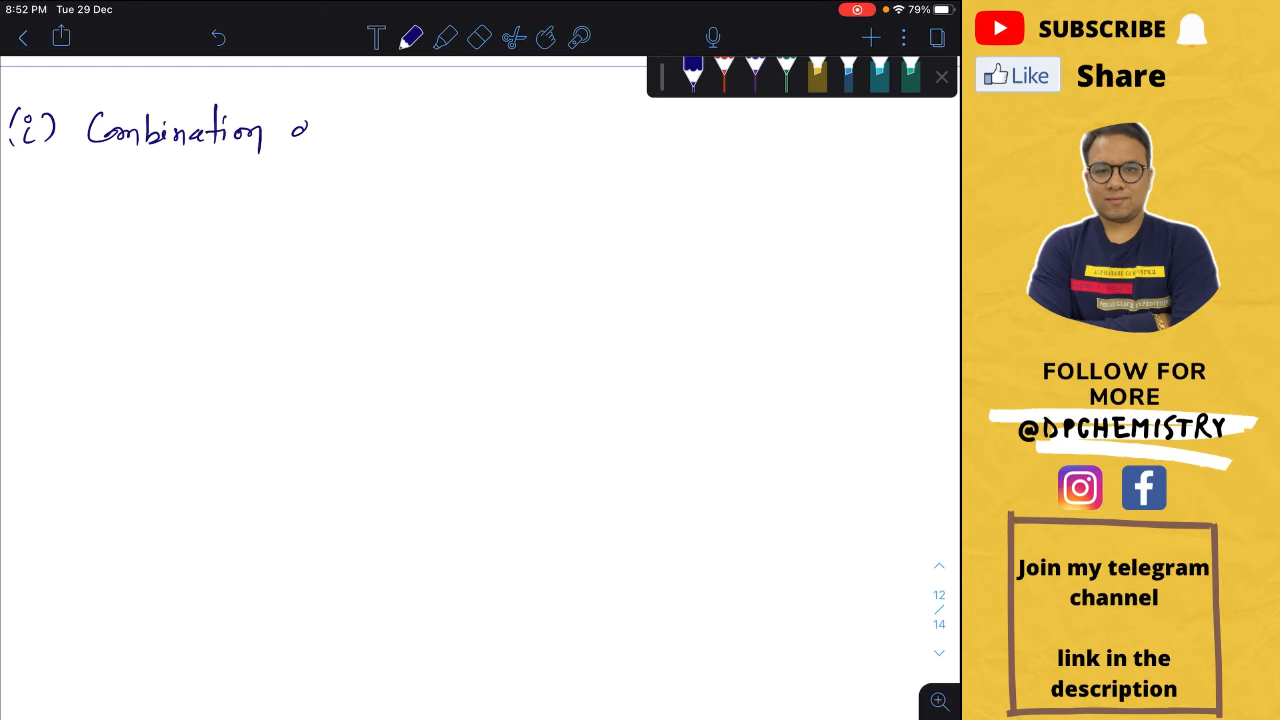 8:52 PM Tue 29 Dec
79%
(i) Combination o
12
/
14
SUBSCRIBE
Like
Share
FOLLOW FOR
MORE
@DPCHEMISTRY
Join my telegram
channel
link in the
description